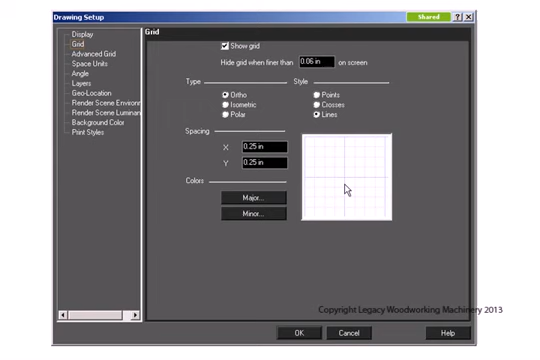 Drawing Setup
Shared
?
Display
Grid
Advanced Grid
Space Units
Angle
Layers
Geo-Location
Render Scene Environm
Render Scene Luminan
Background Color
Print Styles
Grid
Show grid
Hide grid when finer than 0.06 in on screen
Type
Ortho
Isometric
Polar
Style
Points
Crosses
Lines
Spacing
X 0.25 in
Y 0.25 in
Colors
Major...
Minor...
Copyright Legacy Woodworking Machinery 2013
OK Cancel Help